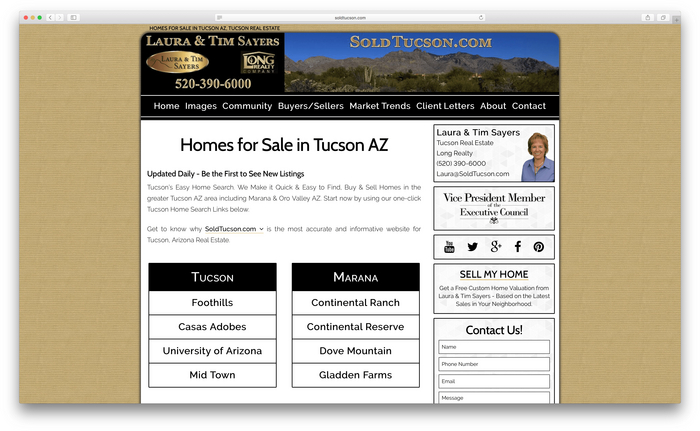 soldtucson.com
HOMES FOR SALE IN TUCSON AZ, TUCSON REAL ESTATE
LAURA & TIM SAYERS
SOLDTUCSON.COM
LAURA & TIM
SAYERS
LONG
REALTY
COMPANY
520-390-6000
Home Images Community Buyers/Sellers Market Trends Client Letters About Contact
Homes for Sale in Tucson AZ
Updated Daily - Be the First to See New Listings
Tucson's Easy Home Search. We Make it Quick & Easy to Find, Buy & Sell Homes in the
greater Tucson AZ area including Marana & Oro Valley AZ. Start now by using our one-click
Tucson Home Search Links below.
Get to know why SoldTucson.com is the most accurate and informative website for
Tucson, Arizona Real Estate.
TUCSON
Foothills
Casas Adobes
University of Arizona
Mid Town
MARANA
Continental Ranch
Continental Reserve
Dove Mountain
Gladden Farms
Laura & Tim Sayers
Tucson Real Estate
Long Realty
(520) 390-6000
Laura@SoldTucson.com
Vice President Member
of the
Executive Council
You
Tube
g+
SELL MY HOME
Get a Free Custom Home Valuation from
Laura & Tim Sayers - Based on the Latest
Sales in Your Neighborhood.
Contact Us!
Name
Phone Number
Email
Message